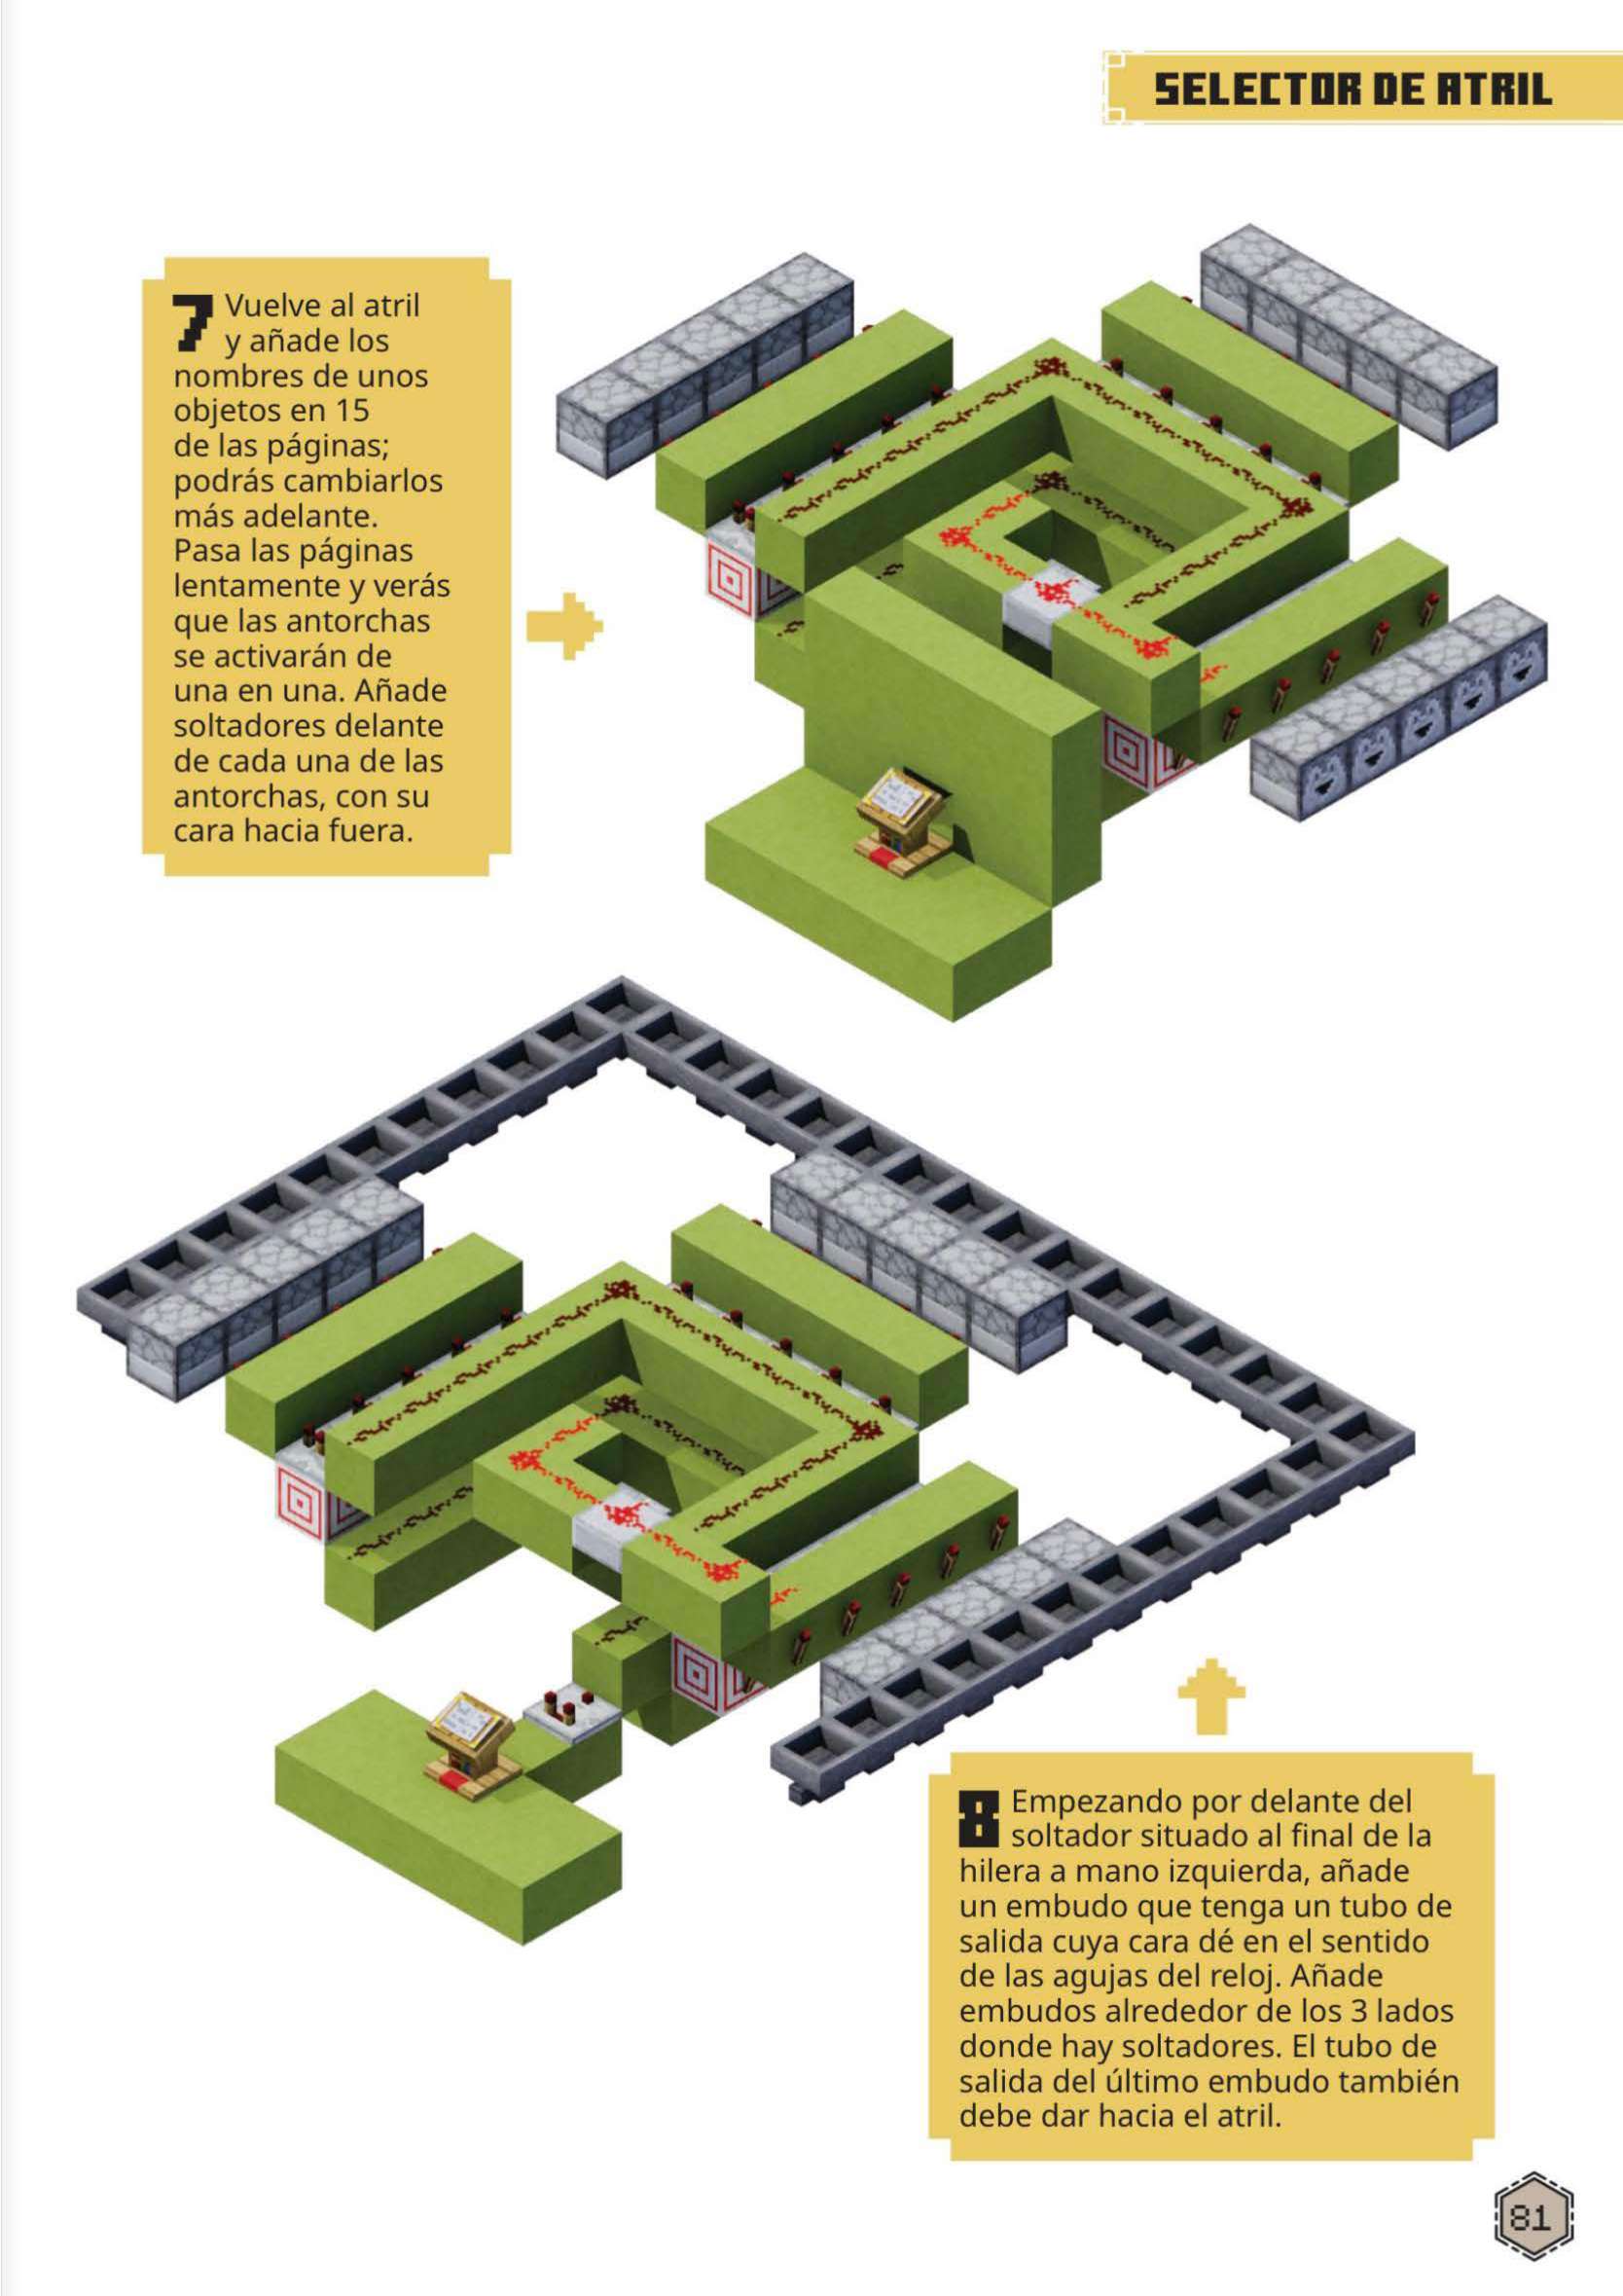 SELECTOR DE ATRIL
7 Vuelve al atril
y añade los
nombres de unos
objetos en 15
de las páginas;
podrás cambiarlos
más adelante.
Pasa las páginas
lentamente y verás
que las antorchas
se activarán de
una en una. Añade
soltadores delante
de cada una de las
antorchas, con su
cara hacia fuera.
8 Empezando por delante del
soltador situado al final de la
hilera a mano izquierda, añade
un embudo que tenga un tubo de
salida cuya cara dé en el sentido
de las agujas del reloj. Añade
embudos alrededor de los 3 lados
donde hay soltadores. El tubo de
salida del último embudo también
debe dar hacia el atril.
81